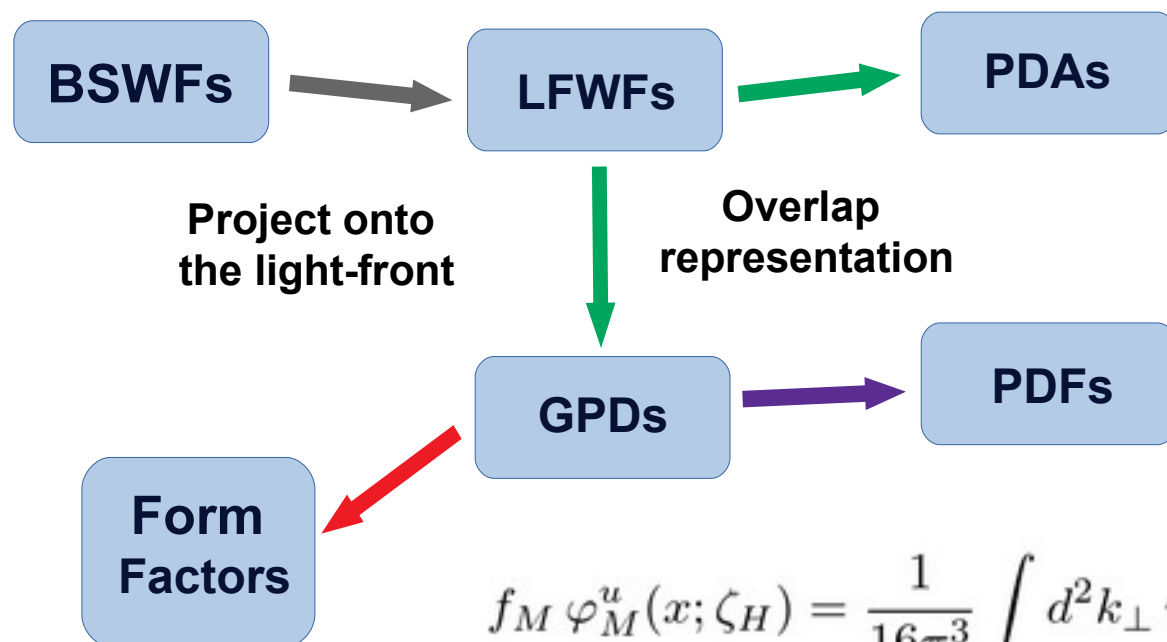 BSWFs
LFWFs
PDAs
Project onto
the light-front
Overlap
representation
GPDs
PDFs
Form
Factors
f_M φ_M^u(x; ζ_H) = \frac{1}{16π^3} ∫ d^2k_⊥